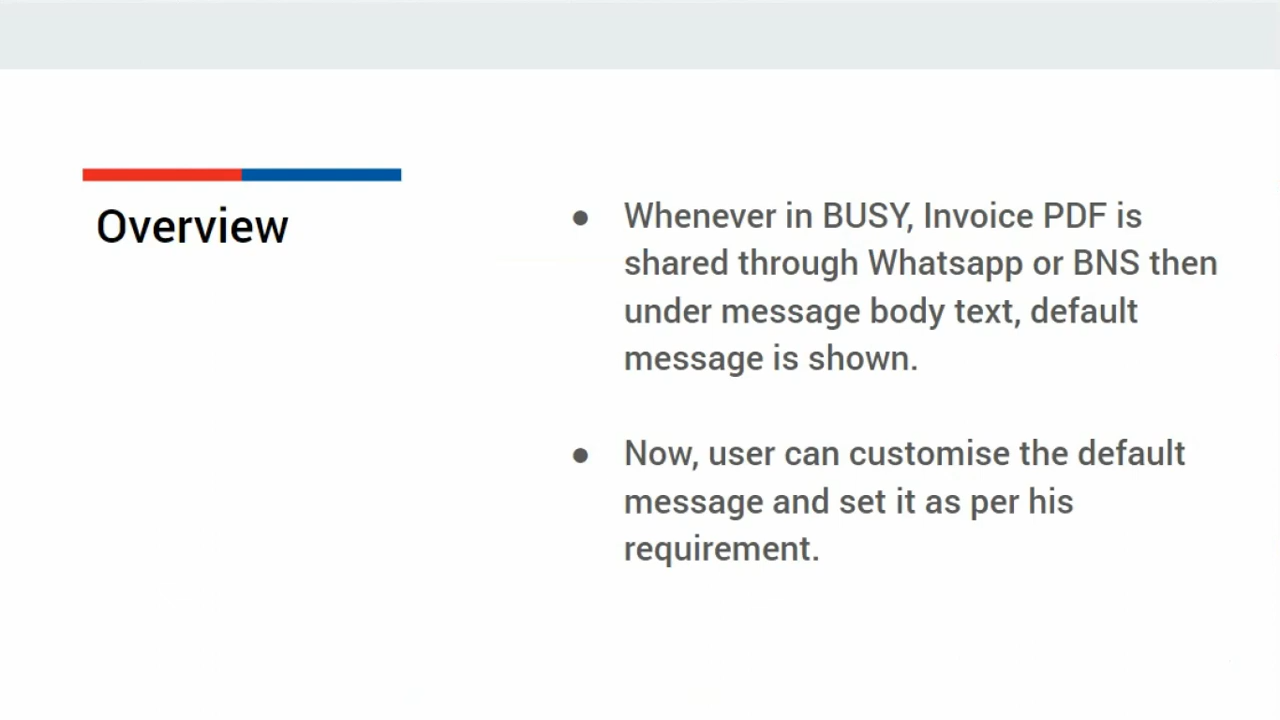 Overview
● Whenever in BUSY, Invoice PDF is
shared through Whatsapp or BNS then
under message body text, default
message is shown.
● Now, user can customise the default
message and set it as per his
requirement.